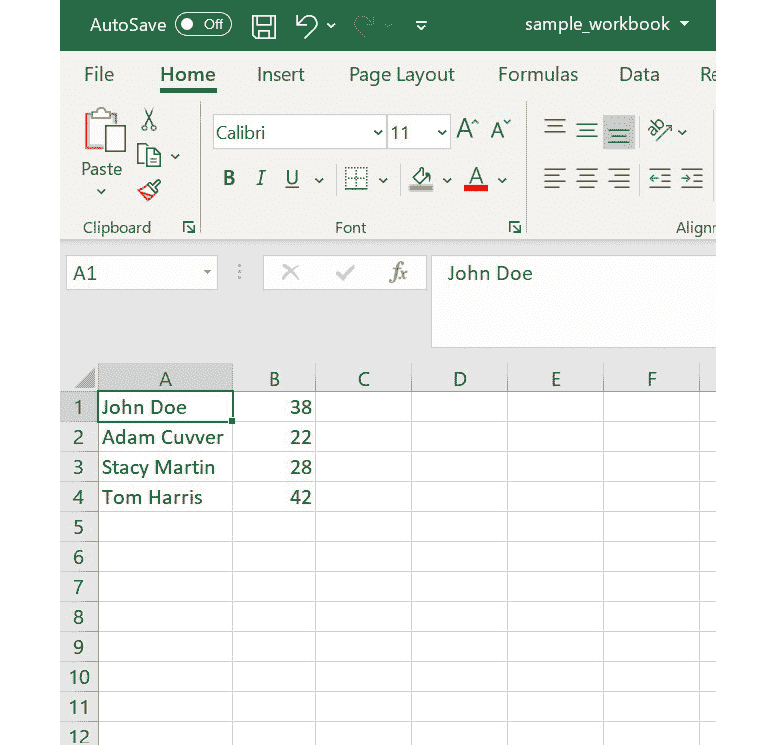 AutoSave Off sample_workbook
File Home Insert Page Layout Formulas Data Re
Calibri 11 A A
Paste
B I U A
Clipboard Font Alignr
A1 fx John Doe
A B C D E F
1 John Doe 38
2 Adam Cuvver 22
3 Stacy Martin 28
4 Tom Harris 42
5
6
7
8
9
10
11
12